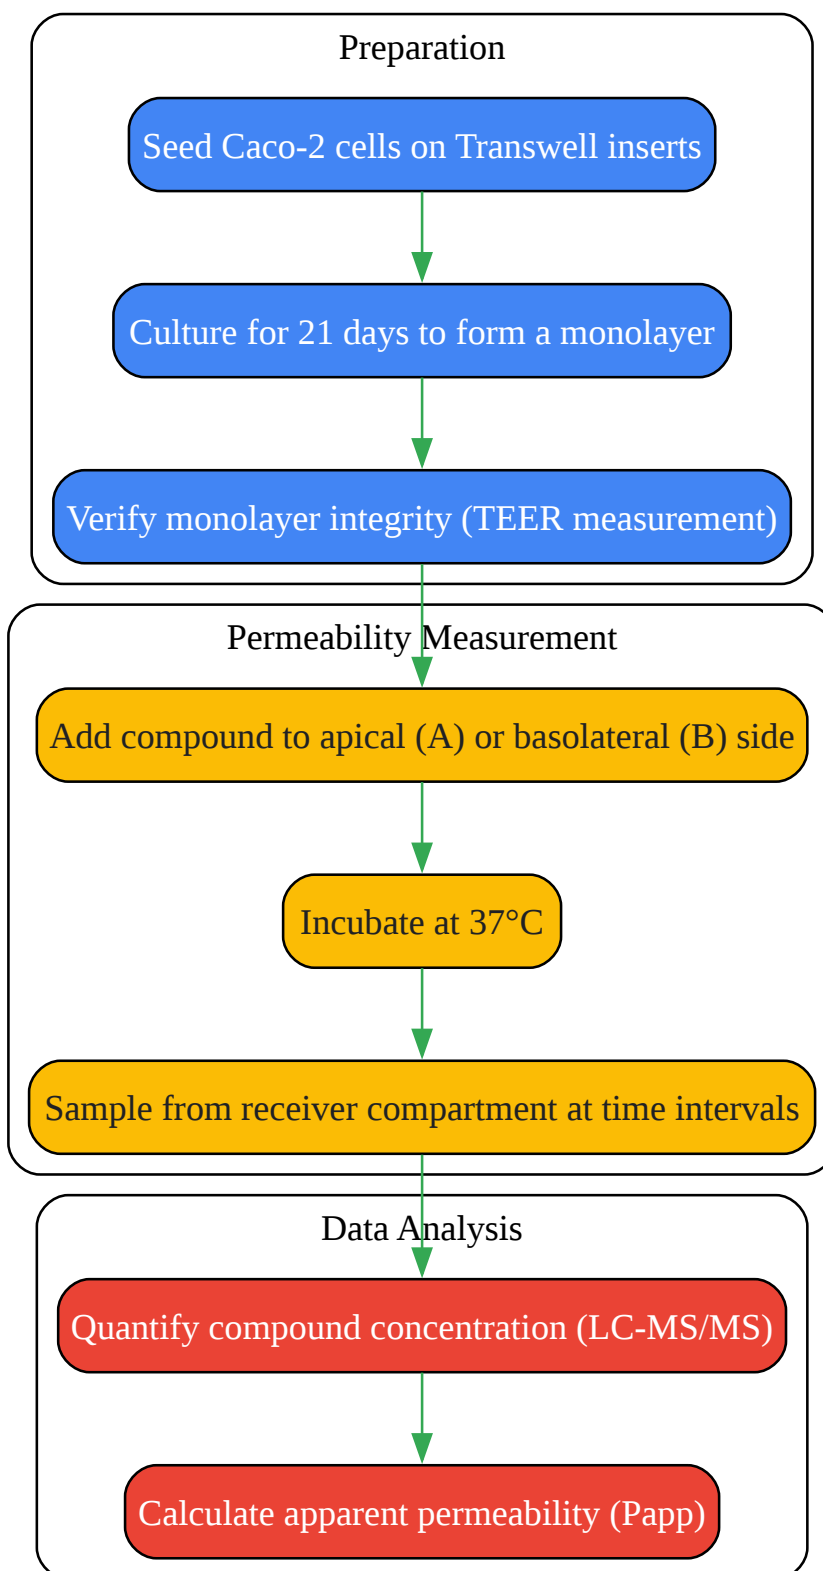 Preparation
Seed Caco-2 cells on Transwell inserts
Culture for 21 days to form a monolayer
Verify monolayer integrity (TEER measurement)
Permeability Measurement
Add compound to apical (A) or basolateral (B) side
Incubate at 37°C
Sample from receiver compartment at time intervals
Data Analysis
Quantify compound concentration (LC-MS/MS)
Calculate apparent permeability (Papp)